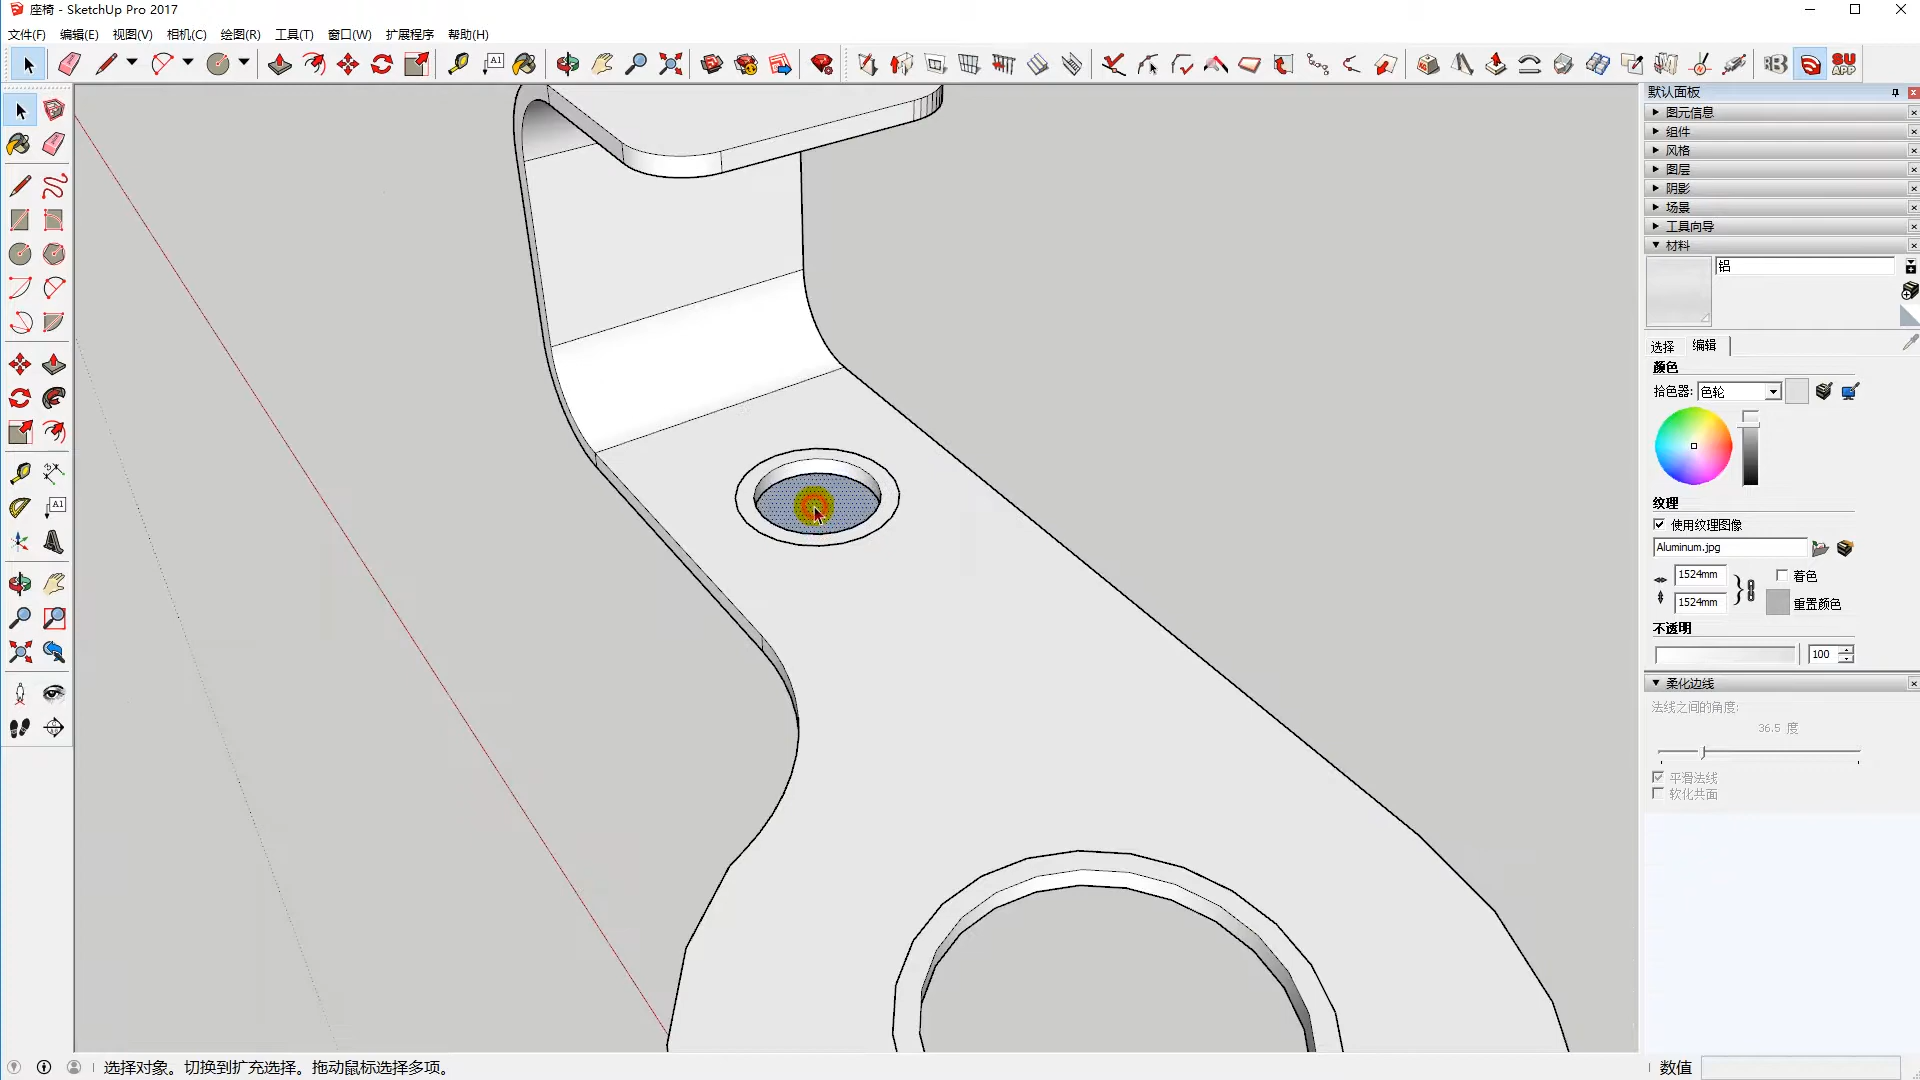 座椅 - SketchUp Pro 2017
文件(F) 编辑(E) 视图(V) 相机(C) 绘图(R) 工具(T) 窗口(W) 扩展程序 帮助(H)
A1
SU
APP
默认面板
图元信息
组件
风格
图层
阴影
场景
工具向导
材料
铝
选择 编辑
颜色
拾色器: 色轮
纹理
使用纹理图像
Aluminum.jpg
1524mm
着色
1524mm
重置颜色
不透明
100
柔化边线
法线之间的角度:
36.5 度
平滑法线
软化共面
A1
选择对象。切换到扩充选择。拖动鼠标选择多项。
数值